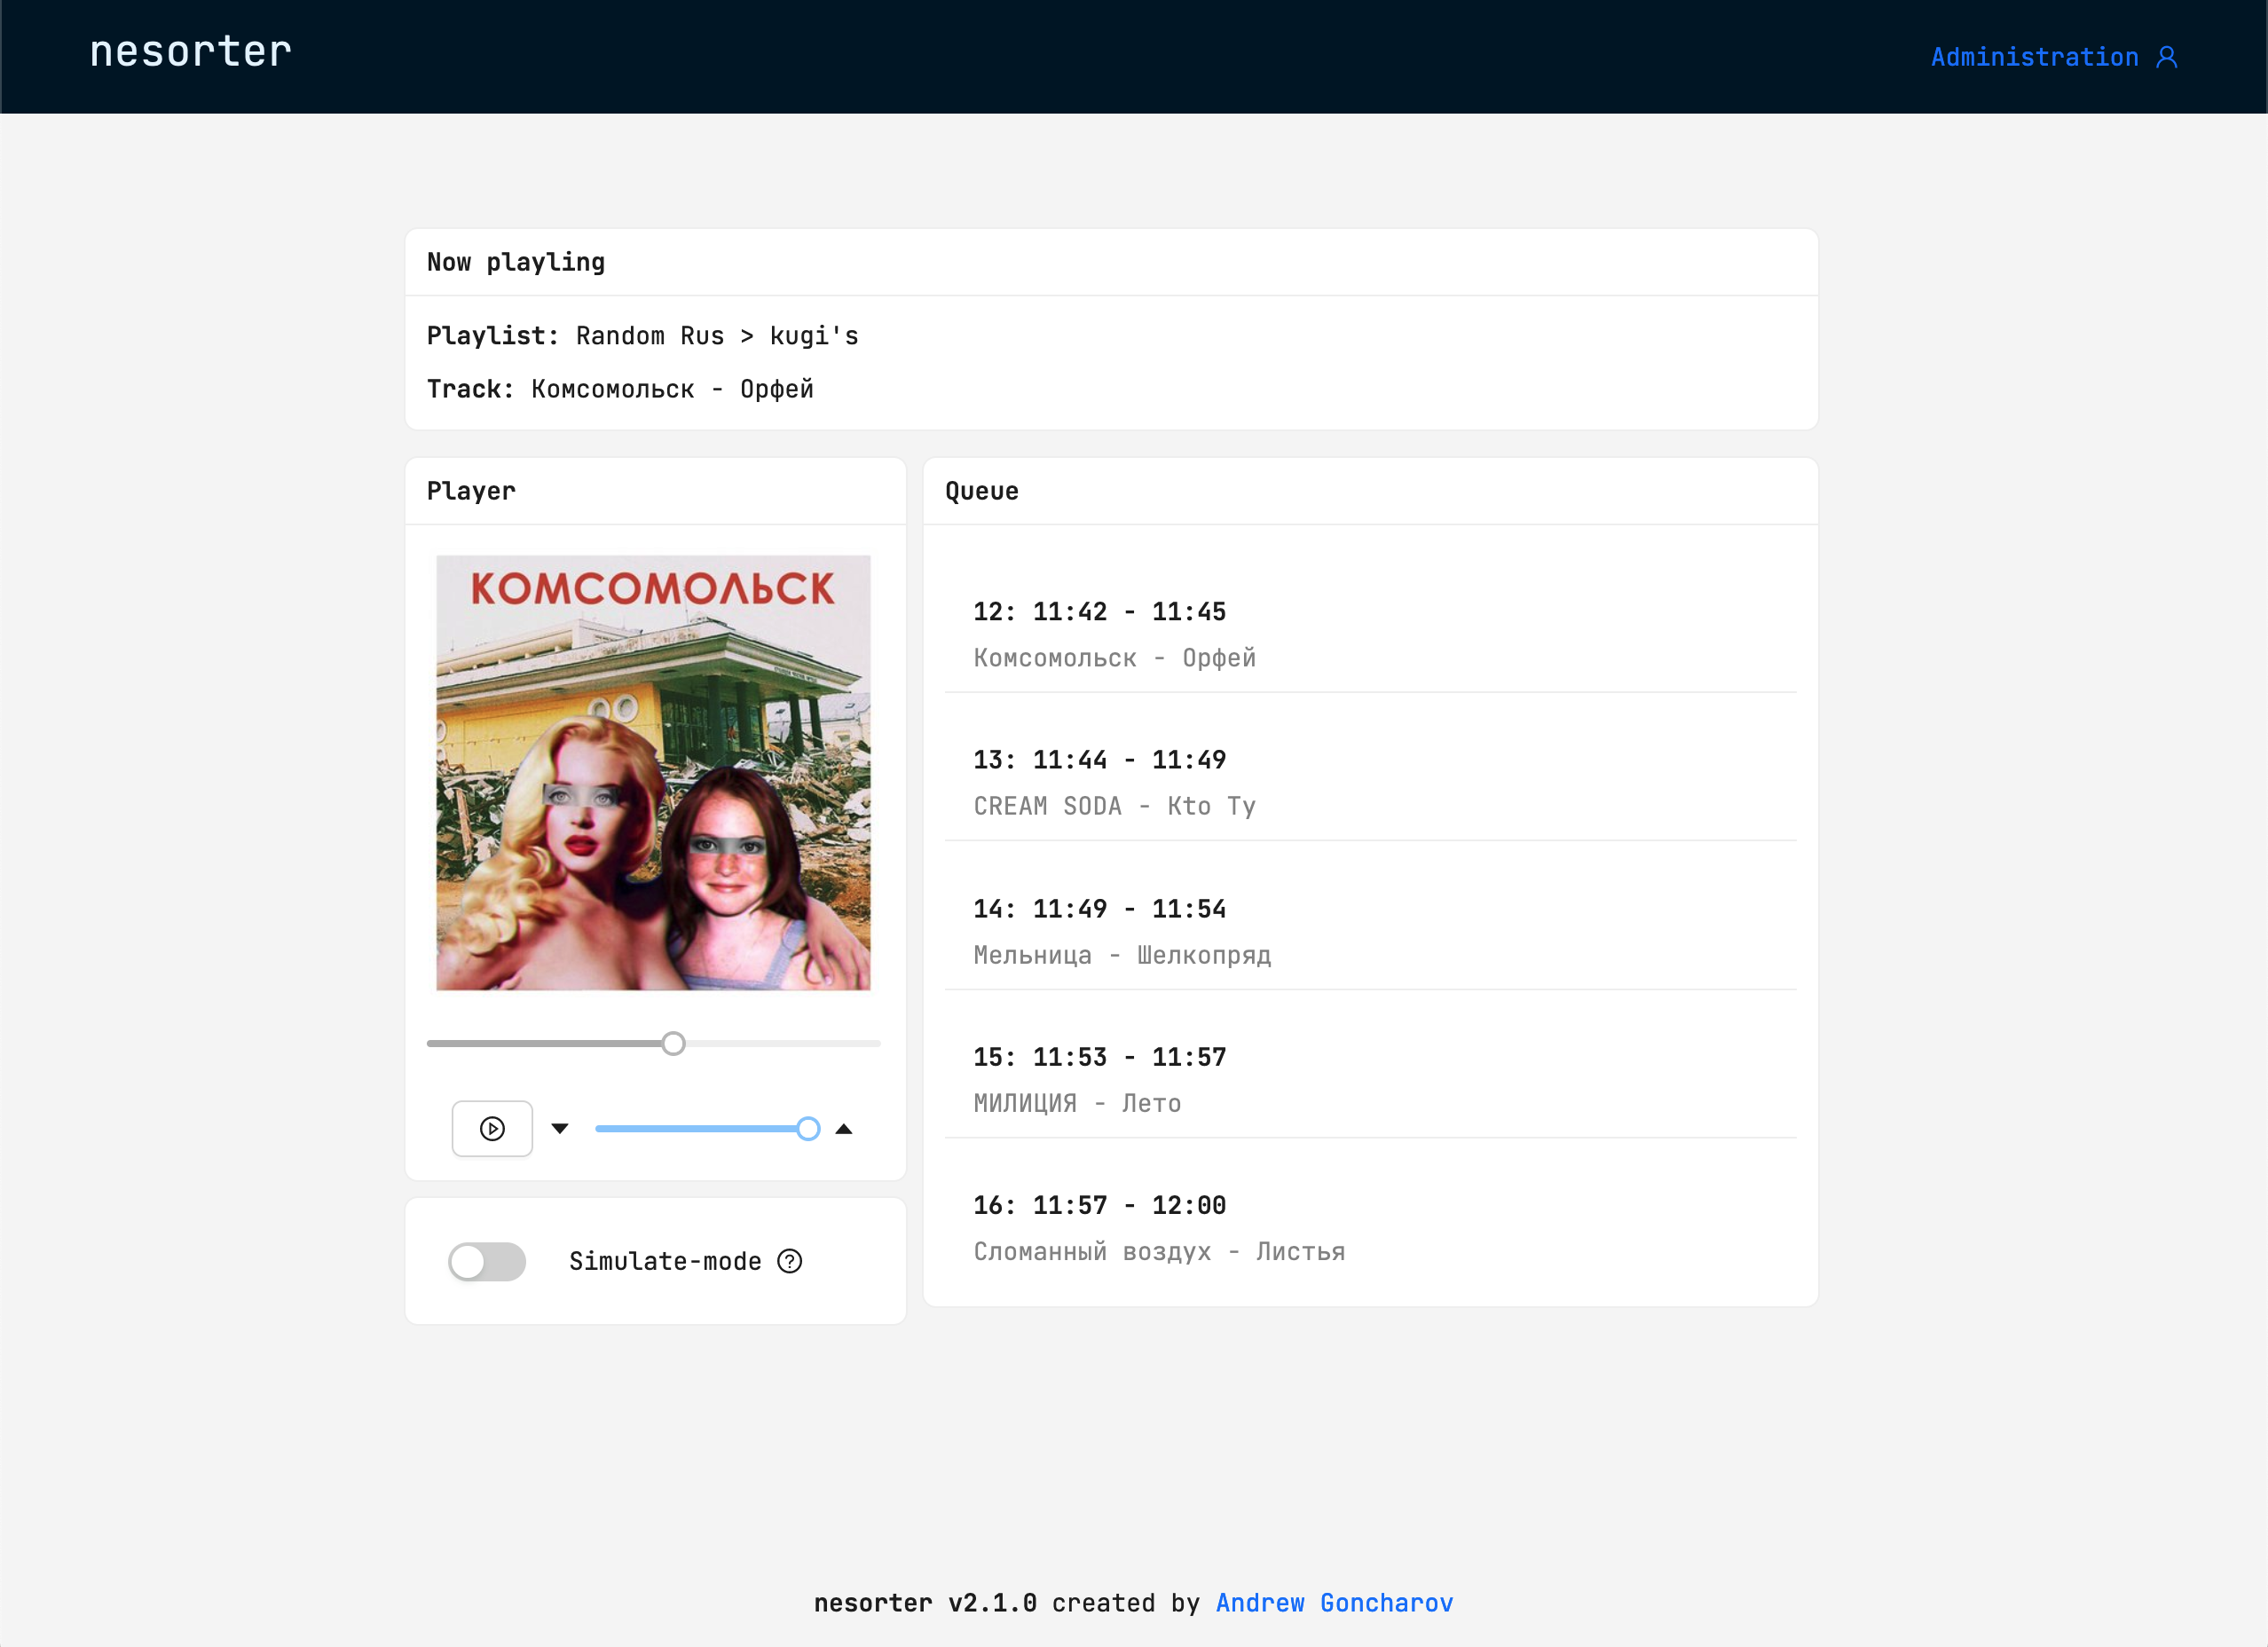 nesorter
Administration
Now playling
Playlist: Random Rus > kugi's
Track: Комсомольск - Орфей
Player
КОМСОМОЛЬСК
Queue
12: 11:42 - 11:45
Комсомольск - Орфей
13: 11:44 - 11:49
CREAM SODA - Kto Ty
14: 11:49 - 11:54
Мельница - Шелкопряд
15: 11:53 - 11:57
МИЛИЦИЯ - Лето
16: 11:57 - 12:00
Сломанный воздух - Листья
Simulate-mode
nesorter v2.1.0 created by Andrew Goncharov